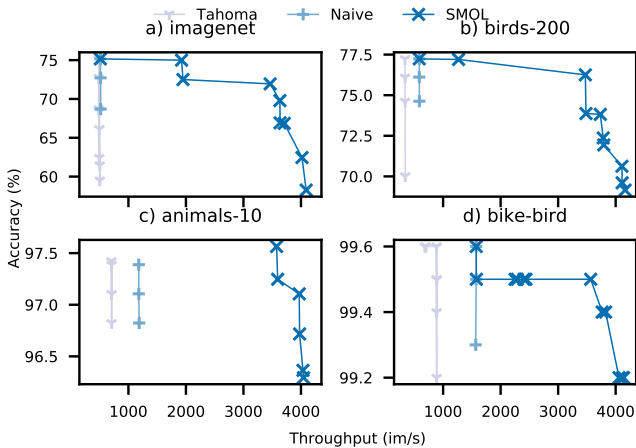 Tahoma Naive SMOL
a) imagenet
75
70
65
60
b) birds-200
77.5
75.0
72.5
70.0
Accuracy (%)
c) animals-10
97.5
97.0
96.5
1000 2000 3000 4000
d) bike-bird
99.6
99.4
99.2
1000 2000 3000 4000
Throughput (im/s)